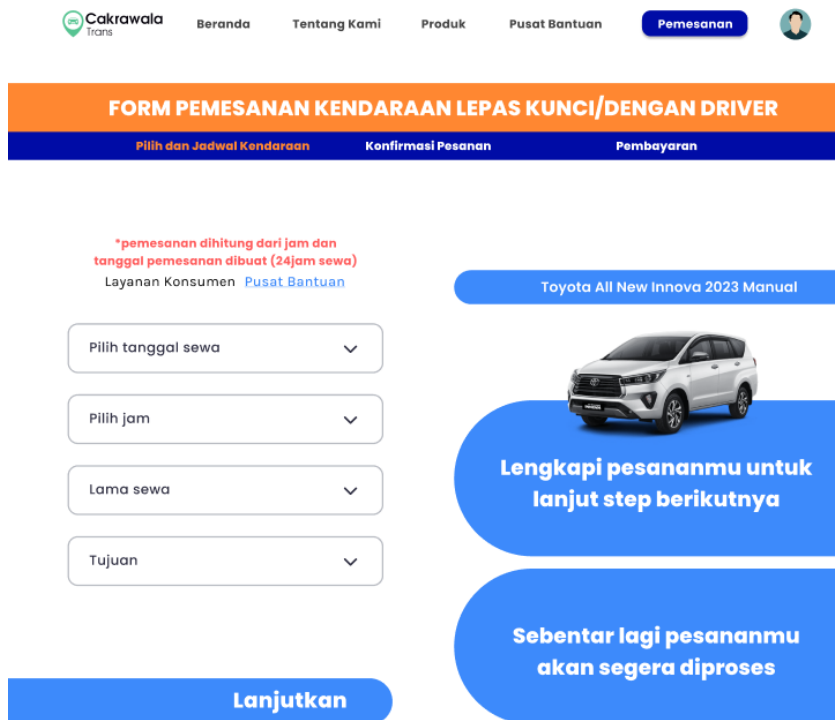 Cakrawala
Trans
Beranda
Tentang Kami
Produk
Pusat Bantuan
Pemesanan
FORM PEMESANAN KENDARAAN LEPAS KUNCI/DENGAN DRIVER
Pilih dan Jadwal Kendaraan
Konfirmasi Pesanan
Pembayaran
*pemesanan dihitung dari jam dan
tanggal pemesanan dibuat (24jam sewa)
Layanan Konsumen Pusat Bantuan
Pilih tanggal sewa
Pilih jam
Lama sewa
Tujuan
Lanjutkan
Toyota All New Innova 2023 Manual
Lengkapi pesananmu untuk
lanjut step berikutnya
Sebentar lagi pesananmu
akan segera diproses